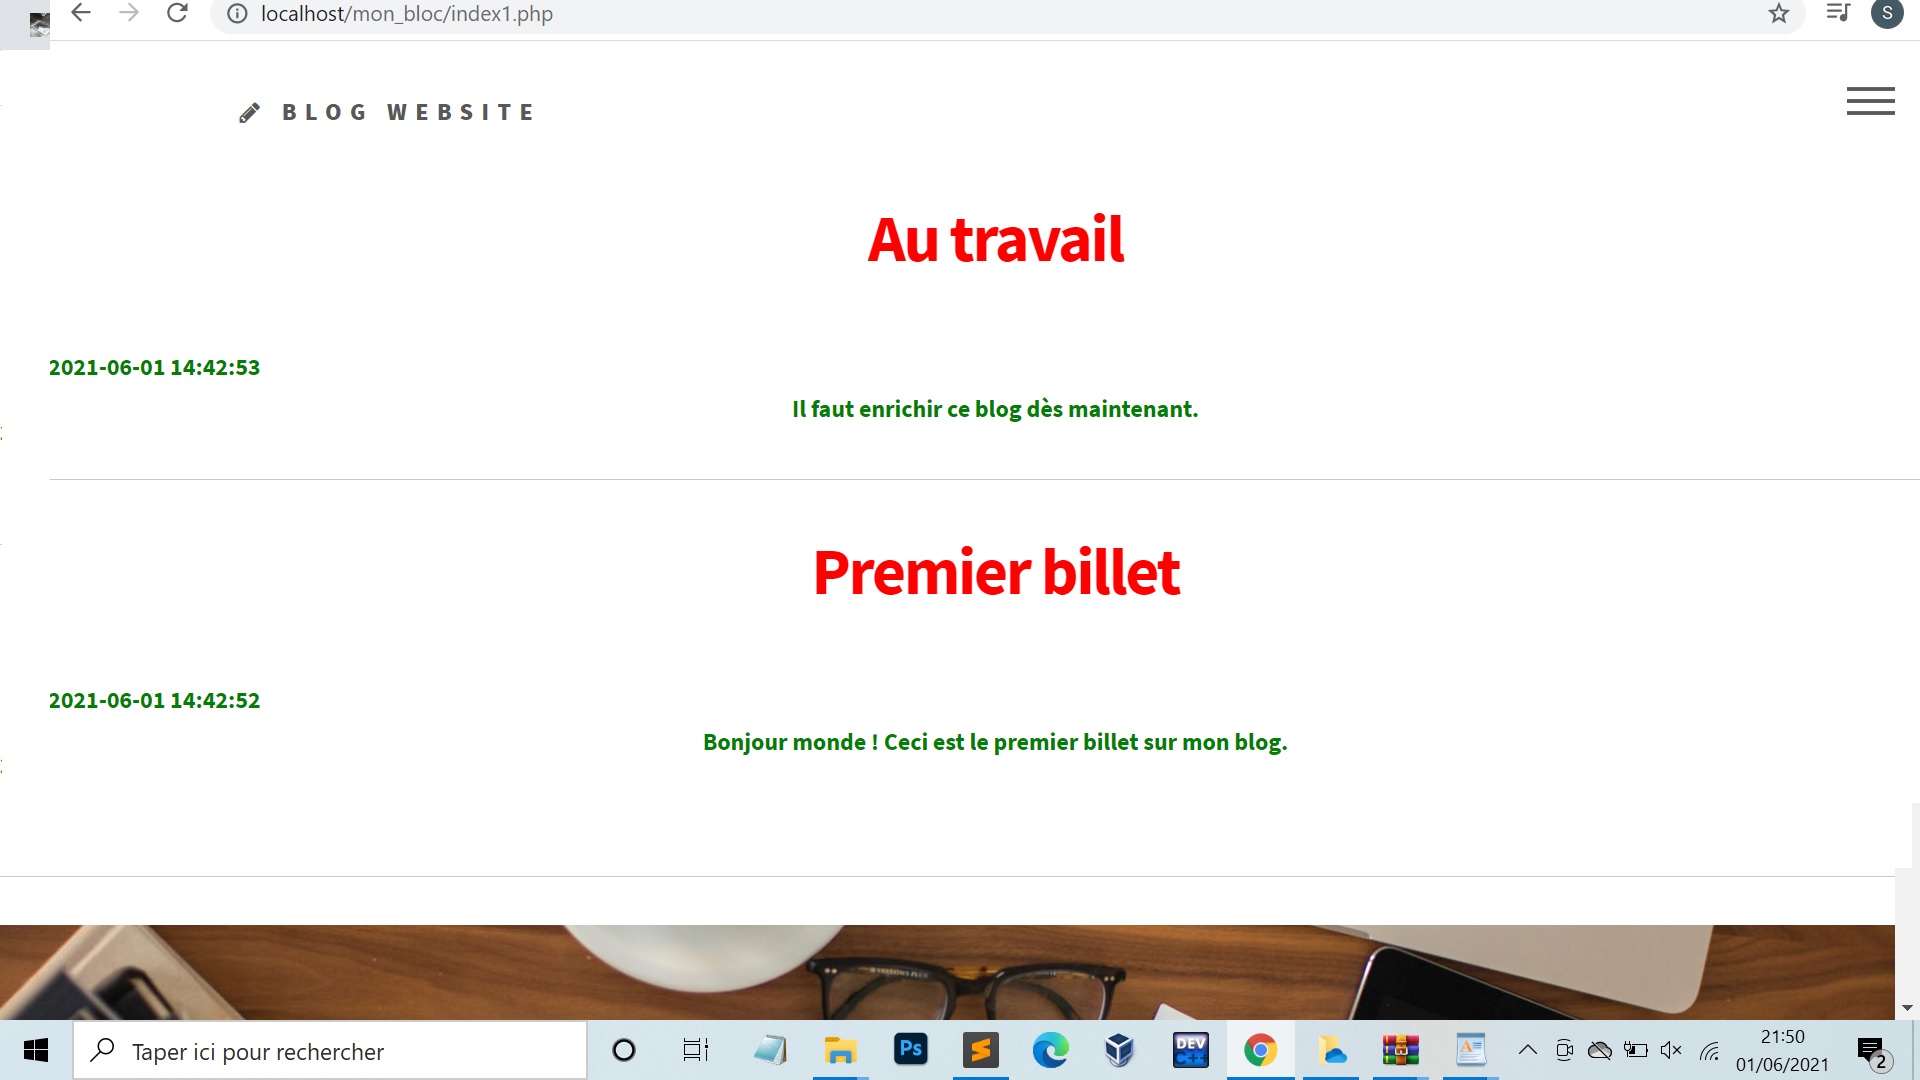 localhost/mon_bloc/index1.php
S
BLOG WEBSITE
Au travail
2021-06-01 14:42:53
Il faut enrichir ce blog dès maintenant.
Premier billet
2021-06-01 14:42:52
Bonjour monde ! Ceci est le premier billet sur mon blog.
Taper ici pour rechercher
Ps
DEV
C++
21:50
01/06/2021
2